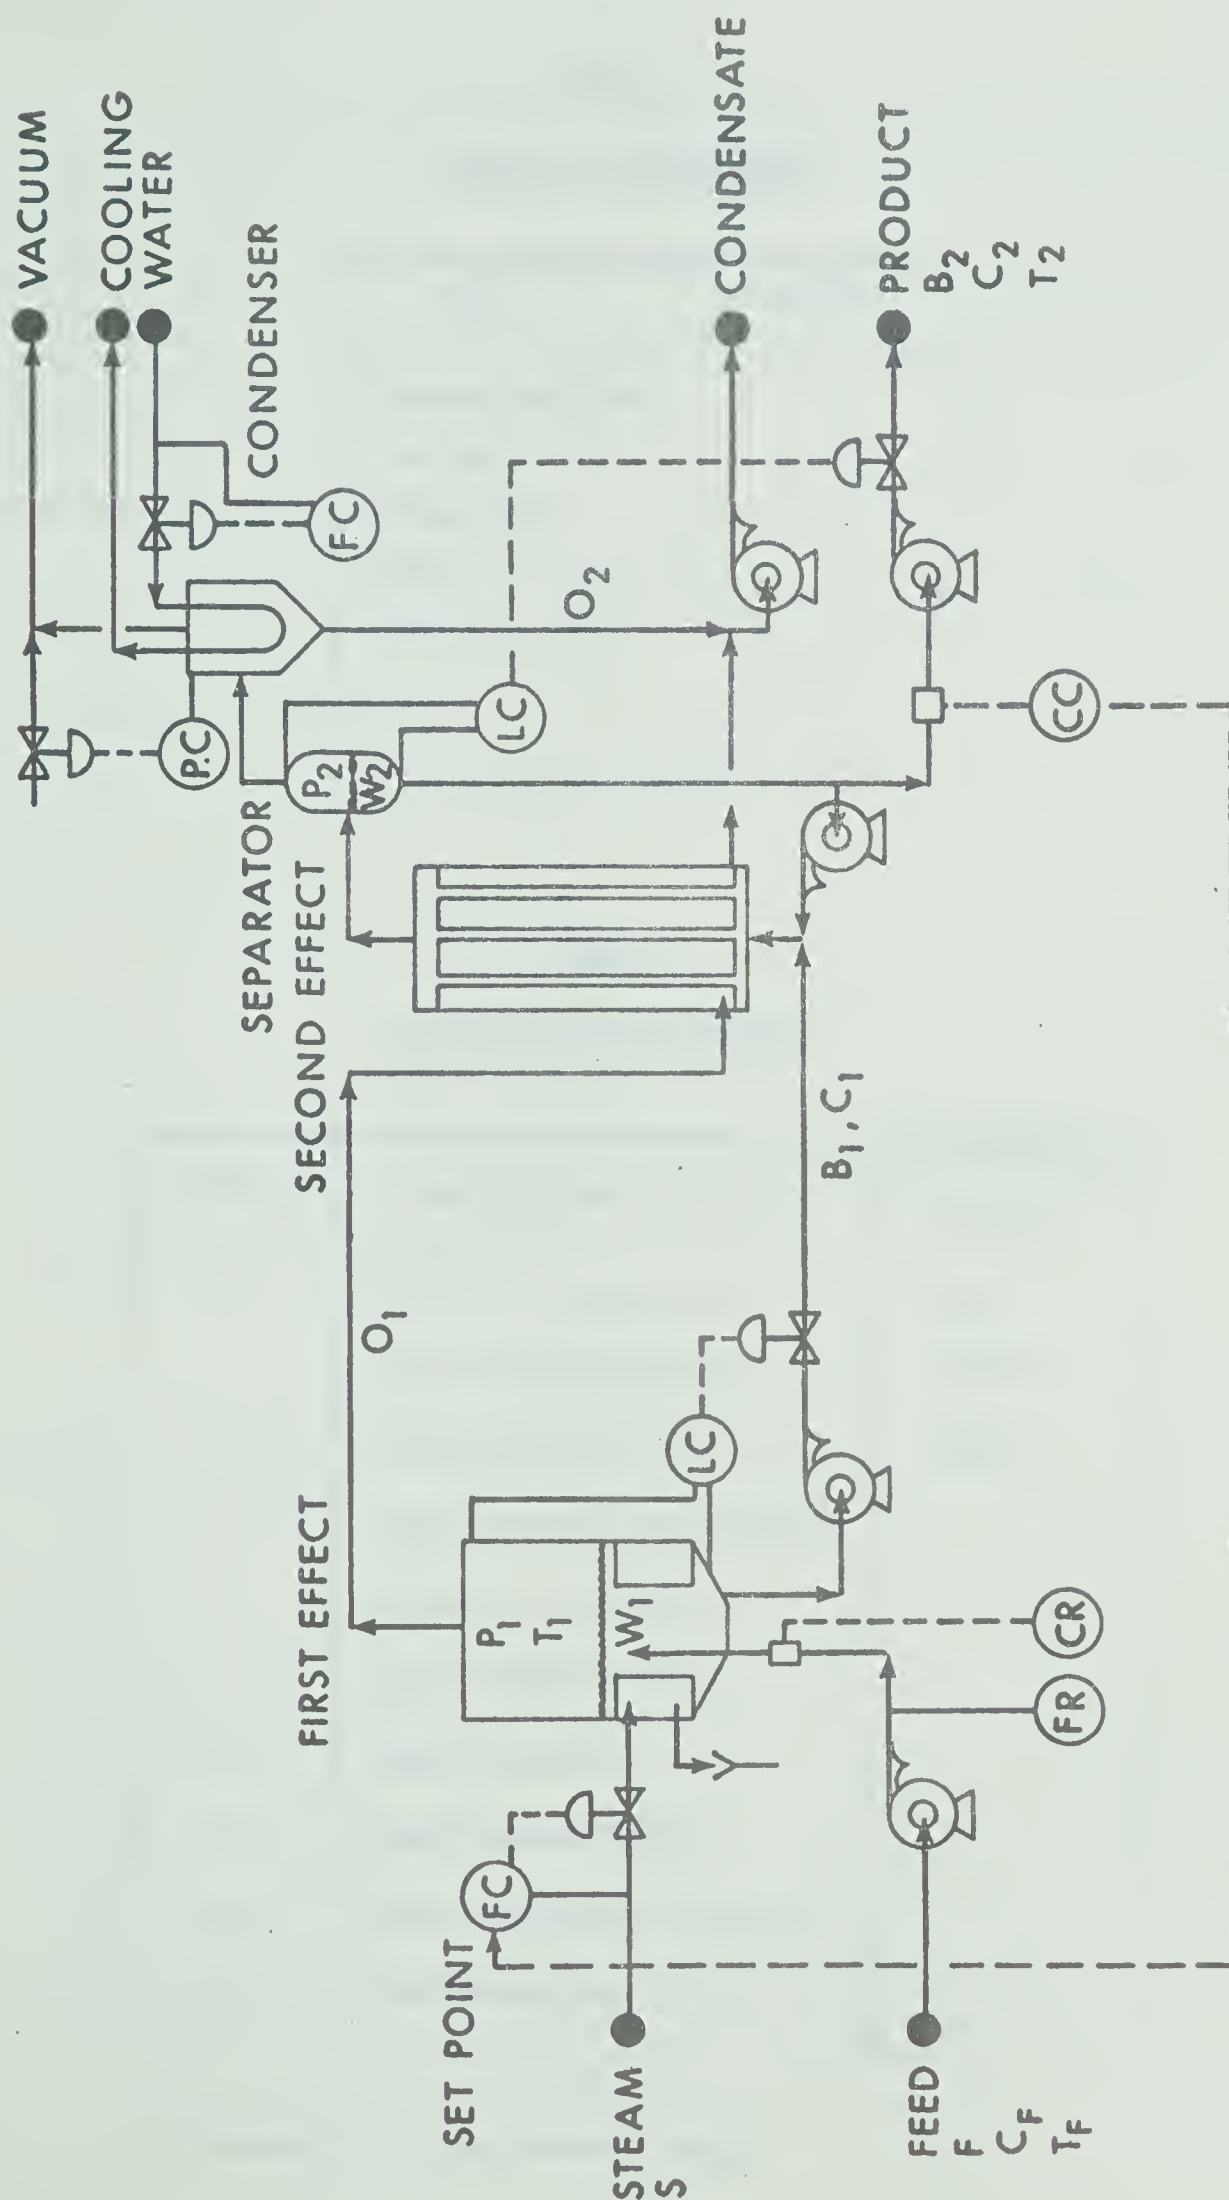 VACUUM
COOLING
WATER
CONDENSER
P.C
FC
SEPARATOR
P2
W2
LC
SECOND EFFECT
O2
CONDENSATE
PRODUCT
B2
C2
T2
CC
O1
B1, C1
FIRST EFFECT
P1
T1
W1
LC
CR
FR
FC
SET POINT
STEAM
S
FEED
F
CF
TF